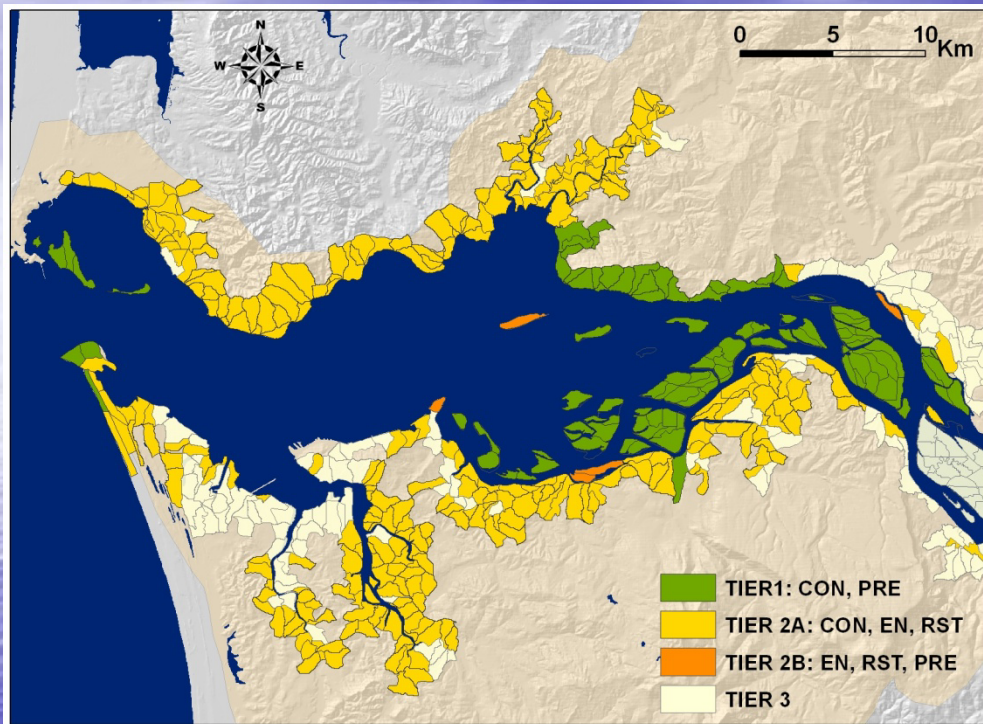 N
W E
S
0 5 10
Km
TIER1: CON, PRE
TIER 2A: CON, EN, RST
TIER 2B: EN, RST, PRE
TIER 3